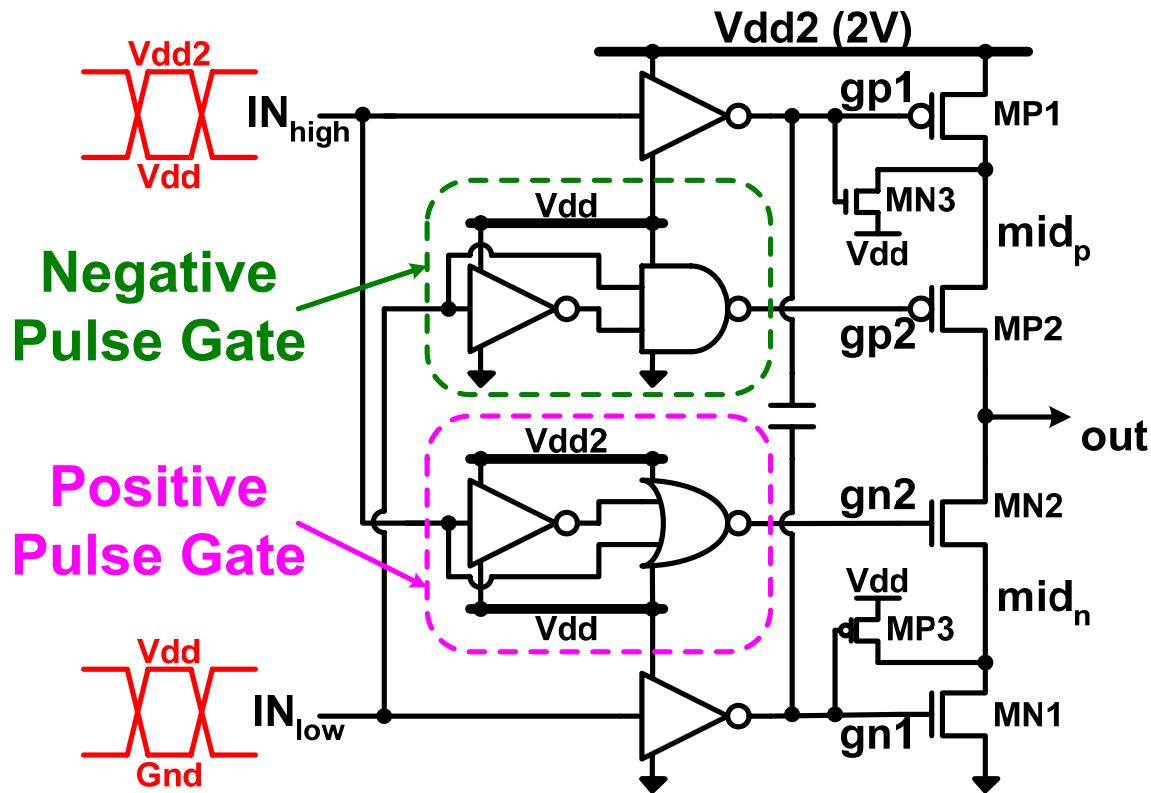 Vdd2 (2V)
Vdd2
IN high
Vdd
gp1
MP1
MN3
Vdd
Vdd
mid p
Negative
Pulse Gate
gp2
MP2
out
Vdd2
Positive
Pulse Gate
gn2
MN2
Vdd
Vdd
MP3
mid n
Vdd
IN low
Gnd
gn1
MN1